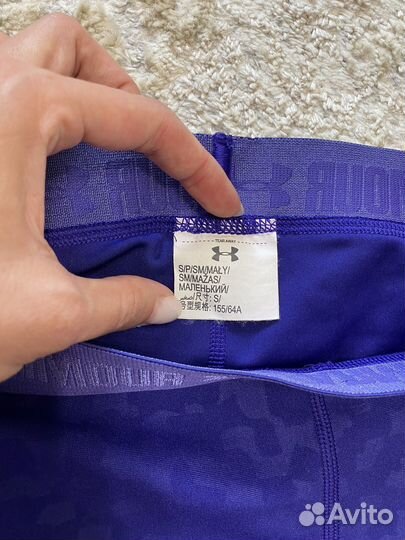 TEAR AWAY
S/P/SM/MAŁY/
SM/MAŽAS/
МАЛЕНЬКИЙ/
尺寸: S/
号型规格: 155/64A
Avito